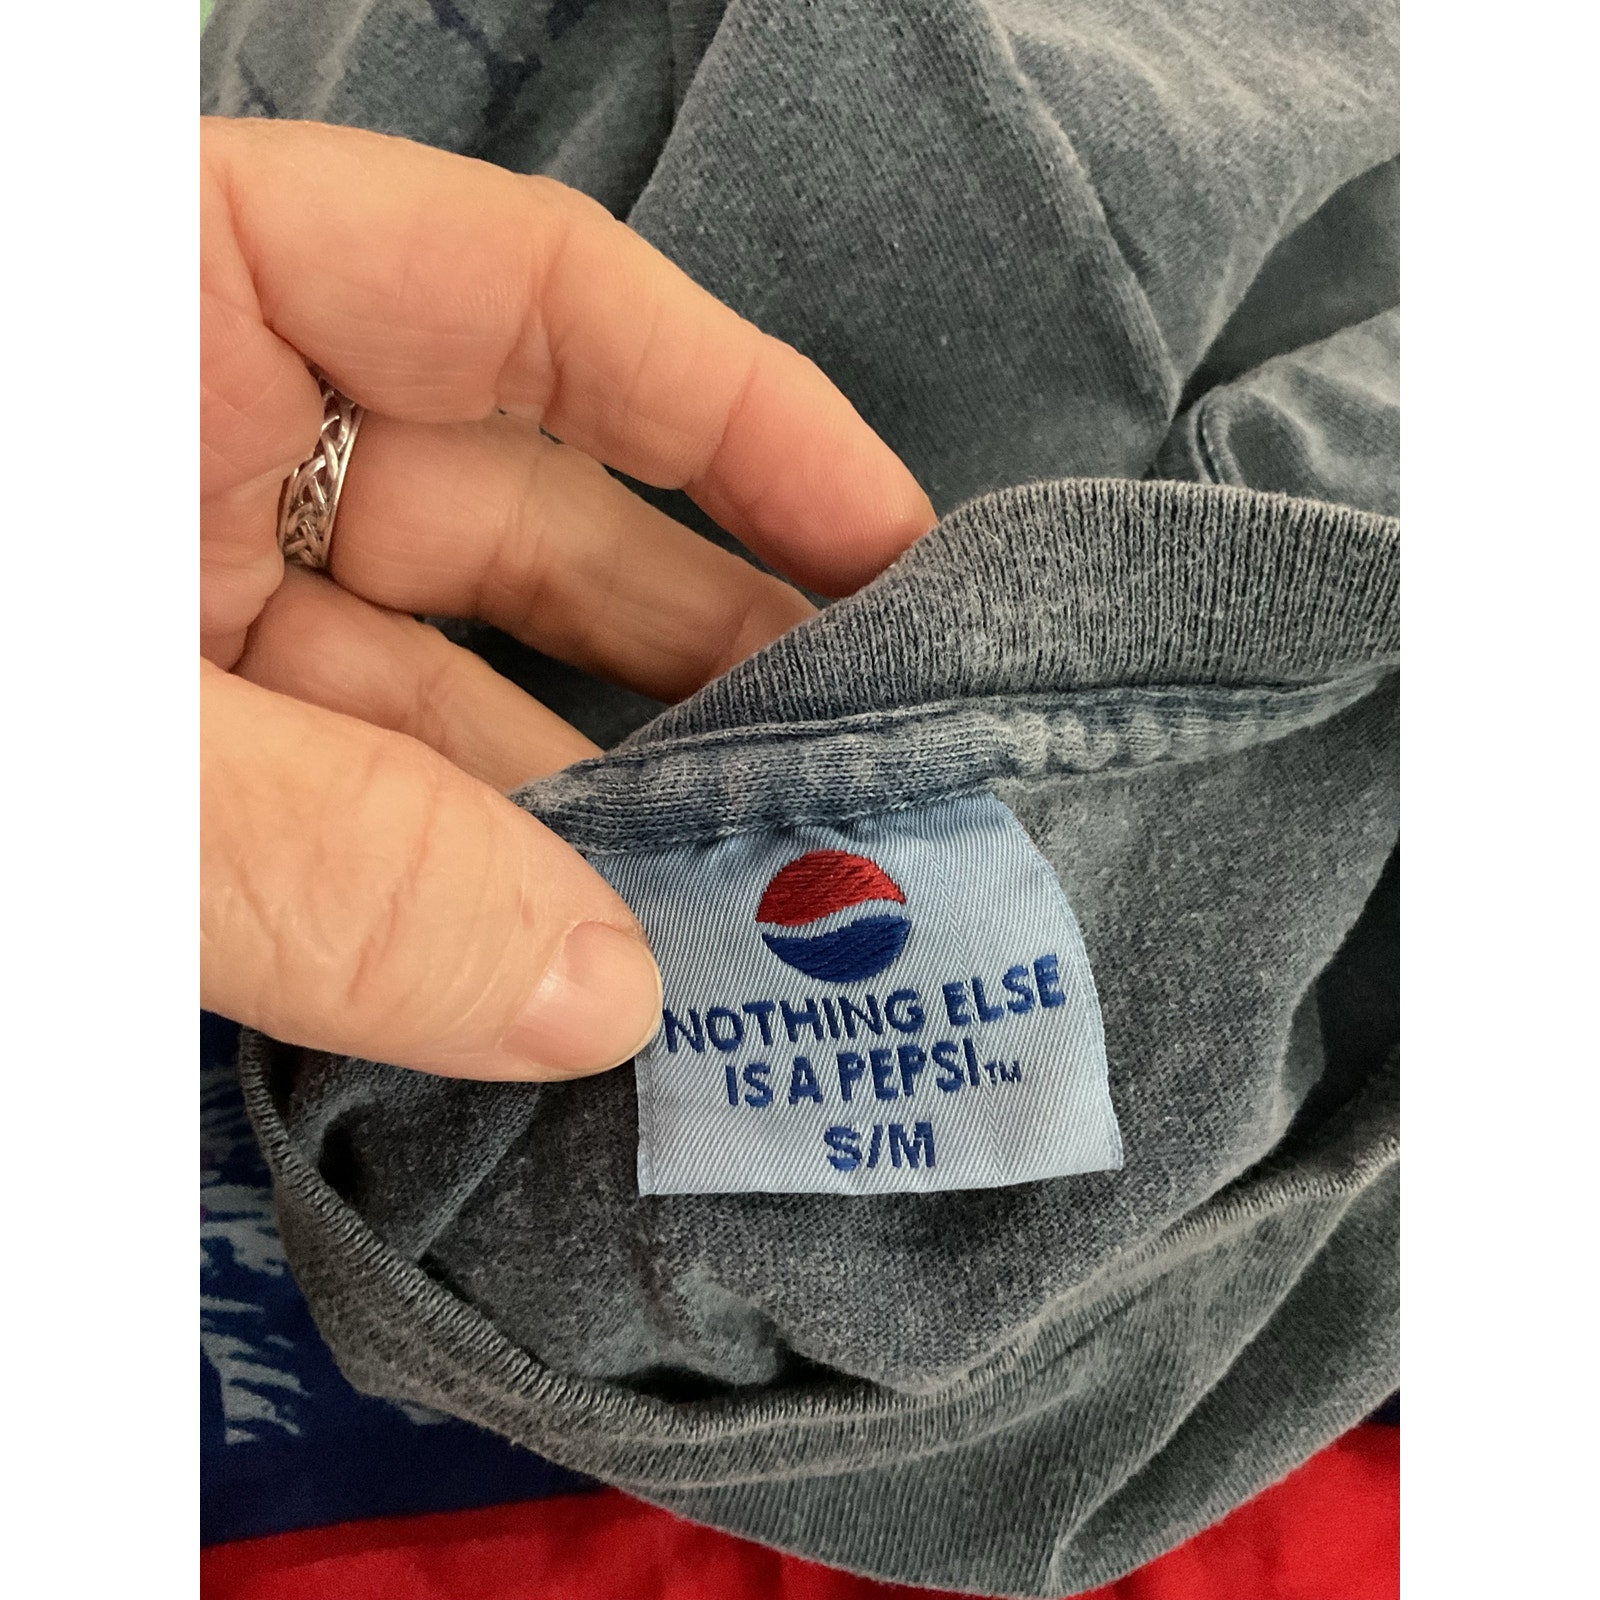 NOTHING ELSE
IS A PEPSI™
S/M